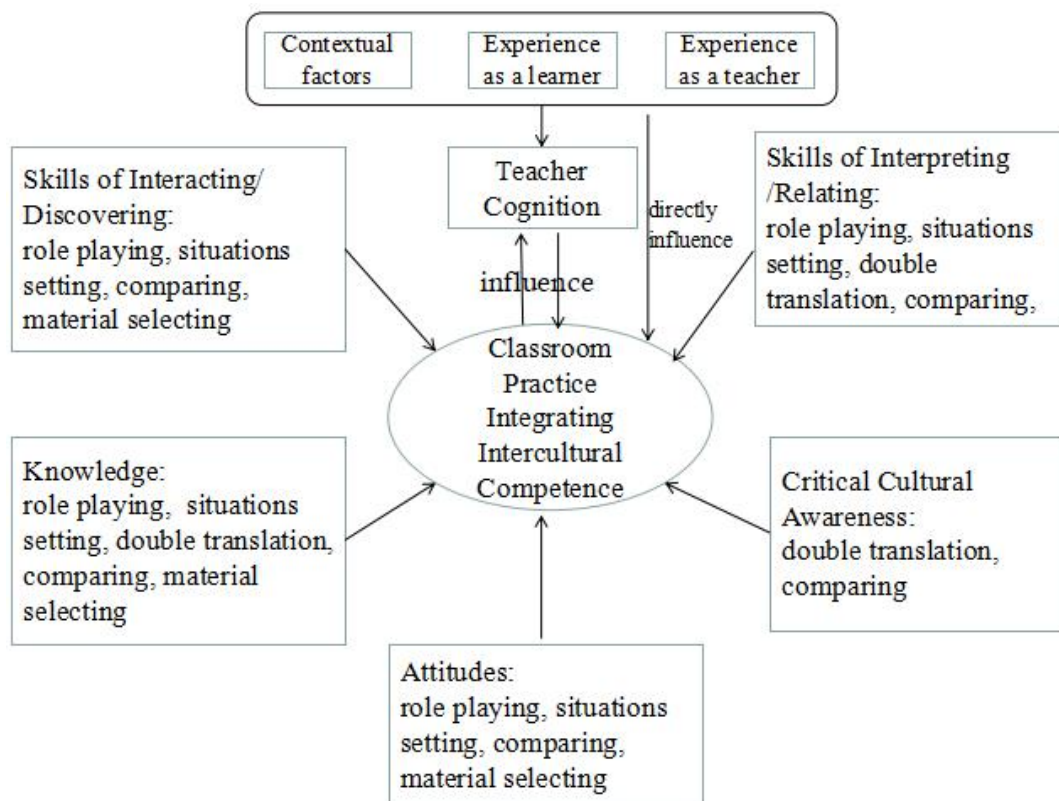 Contextual
factors
Experience
as a learner
Experience
as a teacher
Skills of Interacting/
Discovering:
role playing, situations
setting, comparing,
material selecting
Teacher
Cognition
directly
influence
Skills of Interpreting
/Relating:
role playing, situations
setting, double
translation, comparing,
influence
Classroom
Practice
Integrating
Intercultural
Competence
Knowledge:
role playing, situations
setting, double translation,
comparing, material
selecting
Critical Cultural
Awareness:
double translation,
comparing
Attitudes:
role playing, situations
setting, comparing,
material selecting